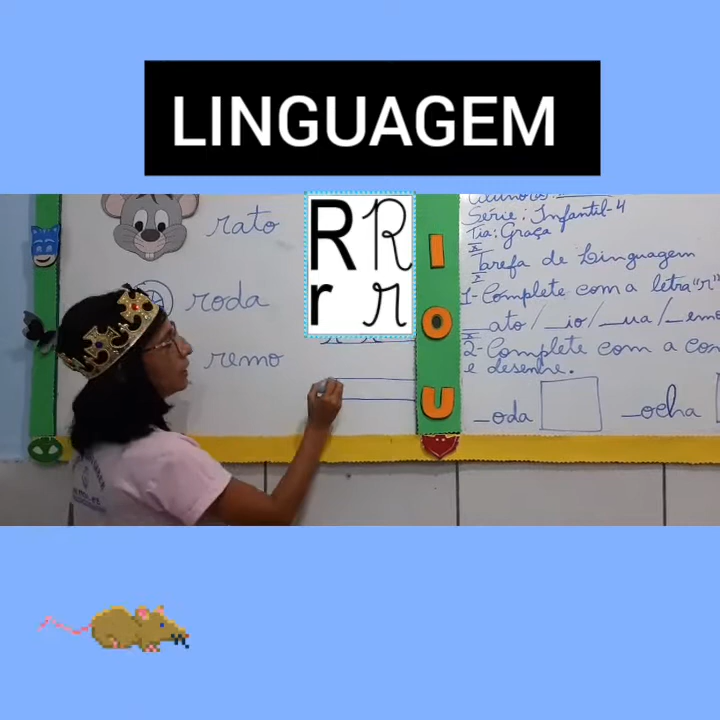 LINGUAGEM
rato
roda
remo
R R
r r
I
O
U
Série: Infantil-4
Tia: Graça
Tarefa de Linguagem
1-Complete com a letra "r"
_ato / _io / _ua / _emo
2-Complete com a con
e desenhe.
_oda
_ocha